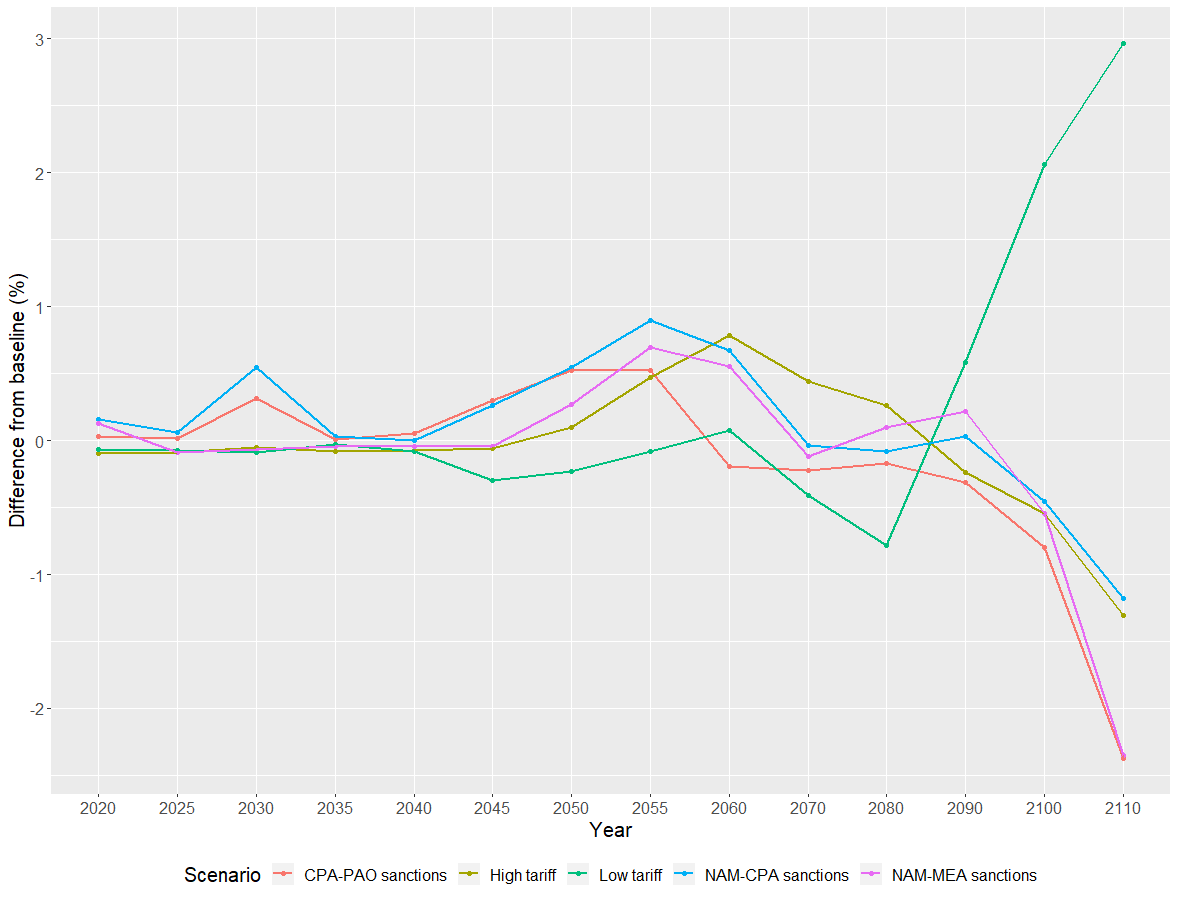 Difference from baseline (%)
3
2
1
0
-1
-2
2020 2025 2030 2035 2040 2045 2050 2055 2060 2070 2080 2090 2100 2110
Year
Scenario CPA-PAO sanctions High tariff Low tariff NAM-CPA sanctions NAM-MEA sanctions